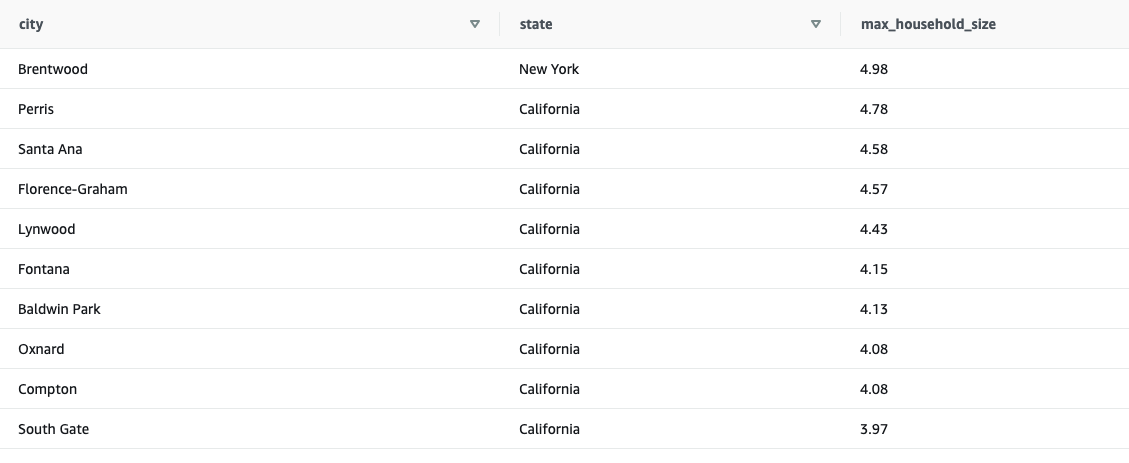 city state max_household_size
Brentwood New York 4.98
Perris California 4.78
Santa Ana California 4.58
Florence-Graham California 4.57
Lynwood California 4.43
Fontana California 4.15
Baldwin Park California 4.13
Oxnard California 4.08
Compton California 4.08
South Gate California 3.97